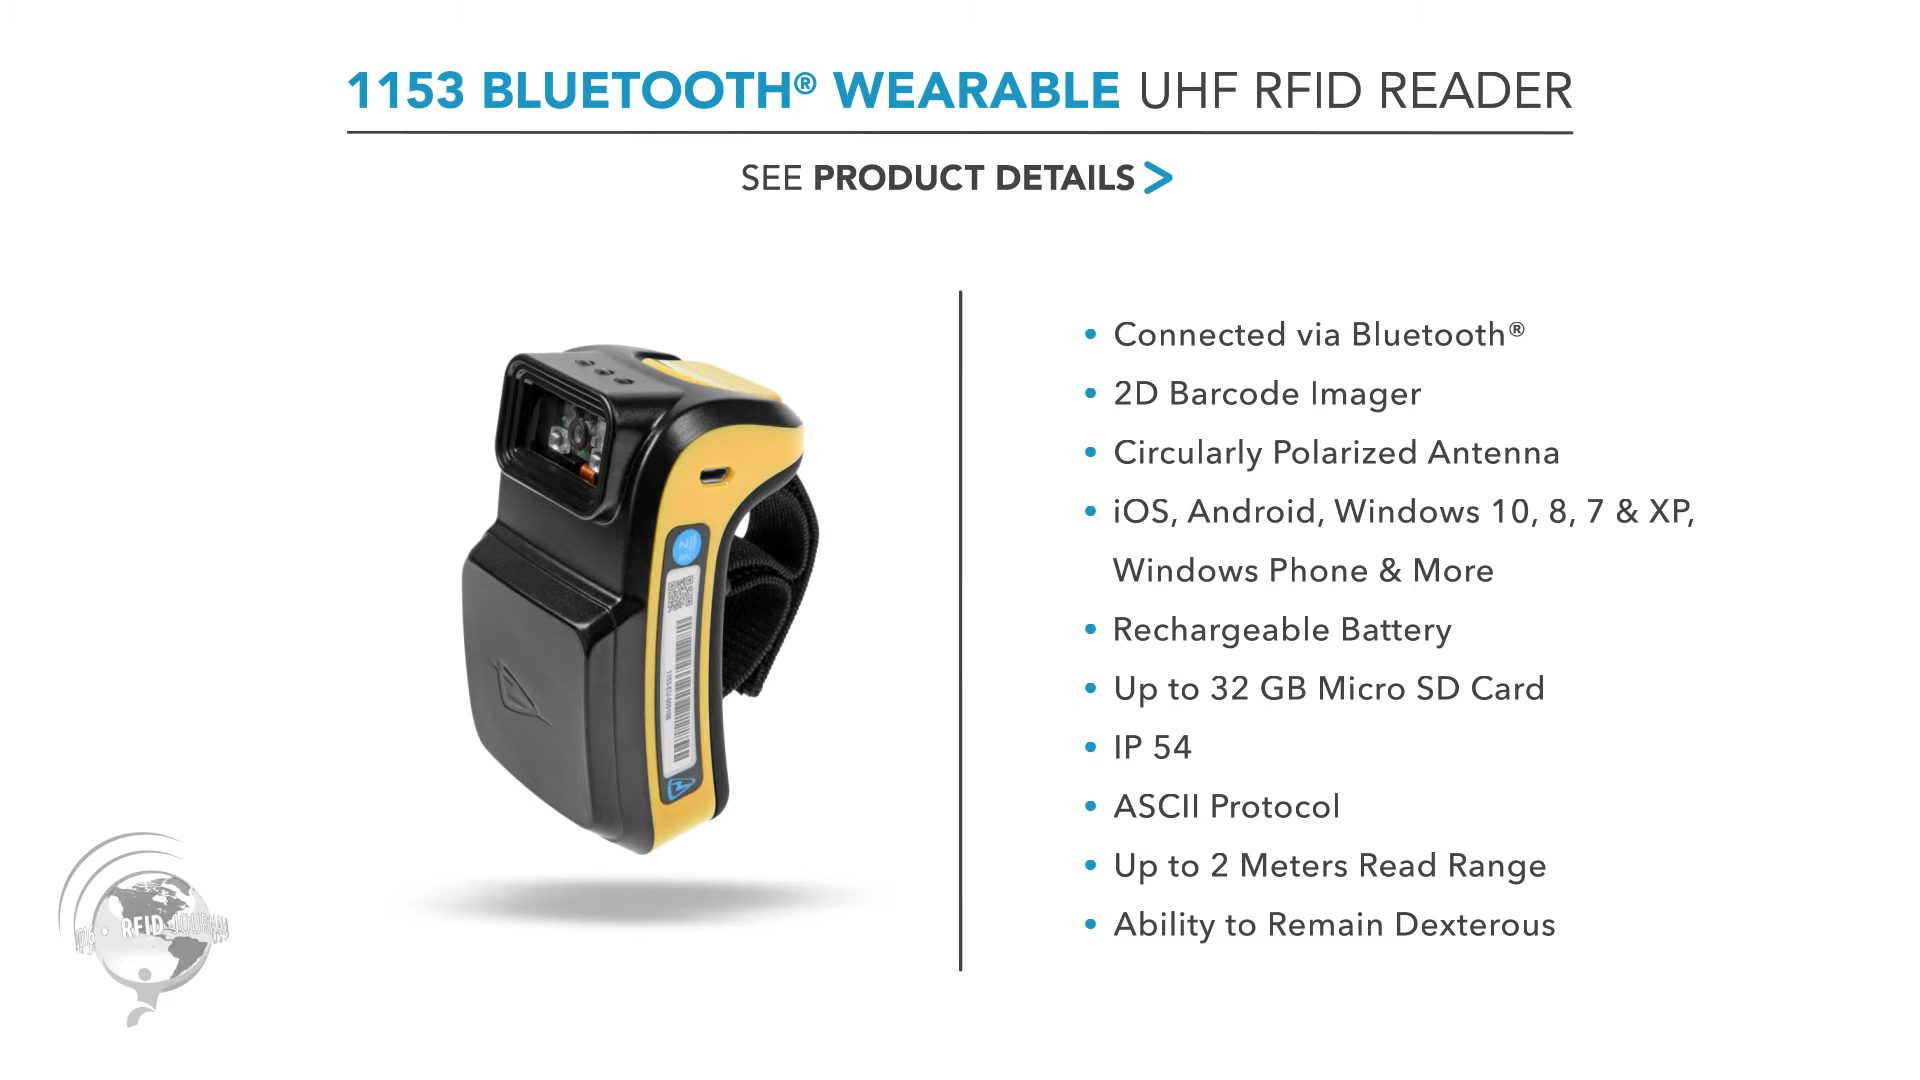 1153 BLUETOOTH® WEARABLE UHF RFID READER
SEE PRODUCT DETAILS >
• Connected via Bluetooth®
• 2D Barcode Imager
• Circularly Polarized Antenna
• iOS, Android, Windows 10, 8, 7 & XP,
Windows Phone & More
• Rechargeable Battery
• Up to 32 GB Micro SD Card
• IP 54
• ASCII Protocol
• Up to 2 Meters Read Range
• Ability to Remain Dexterous
RFID JOURNAL